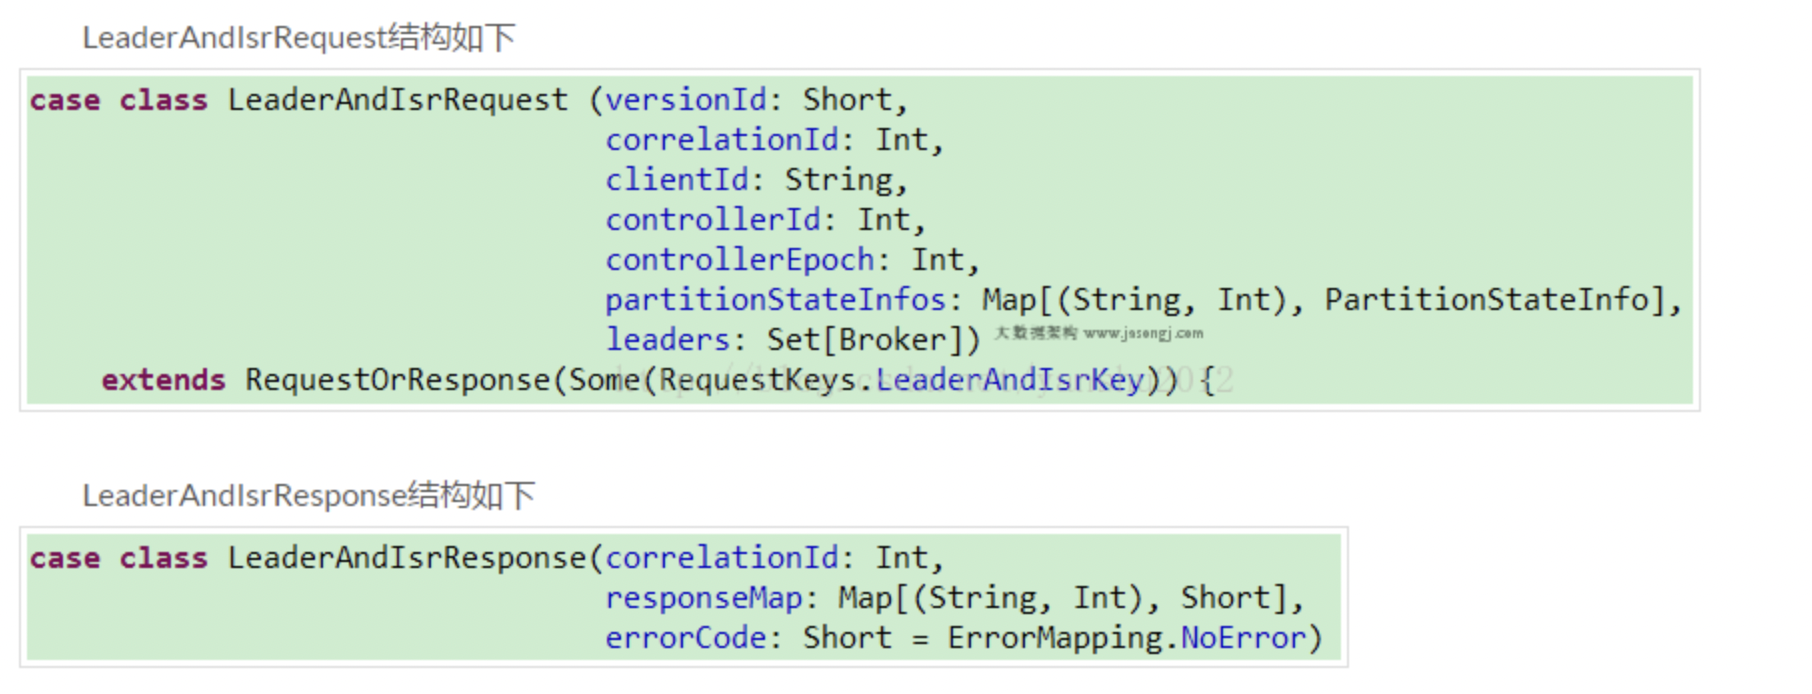 LeaderAndIsrRequest结构如下
case class LeaderAndIsrRequest (versionId: Short,
correlationId: Int,
clientId: String,
controllerId: Int,
controllerEpoch: Int,
partitionStateInfos: Map[(String, Int), PartitionStateInfo],
leaders: Set[Broker]) 大数据架构 www.jasongj.com
extends RequestOrResponse(Some(RequestKeys.LeaderAndIsrKey)) {
LeaderAndIsrResponse结构如下
case class LeaderAndIsrResponse(correlationId: Int,
responseMap: Map[(String, Int), Short],
errorCode: Short = ErrorMapping.NoError)